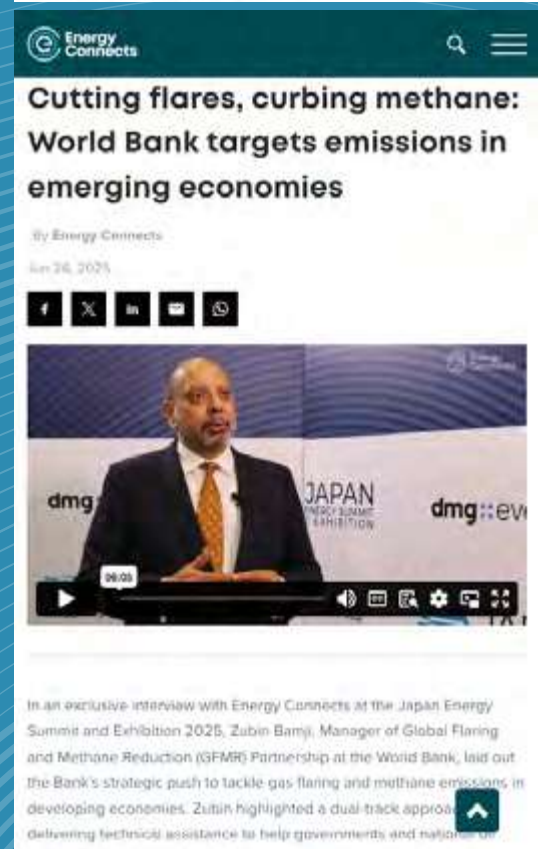 Energy
Connects
Cutting flares, curbing methane:
World Bank targets emissions in
emerging economies
By Energy Connects
Jun 26, 2025
Energy
Connects
JAPAN
ENERGY SUMMIT
& EXHIBITION
dmg
dmg::eve
06:05
In an exclusive interview with Energy Connects at the Japan Energy
Summit and Exhibition 2025, Zubin Bamji, Manager of Global Flaring
and Methane Reduction (GFMR) Partnership at the World Bank, laid out
the Bank's strategic push to tackle gas flaring and methane emissions in
developing economies. Zubin highlighted a dual-track
delivering technical assistance to help governments and national